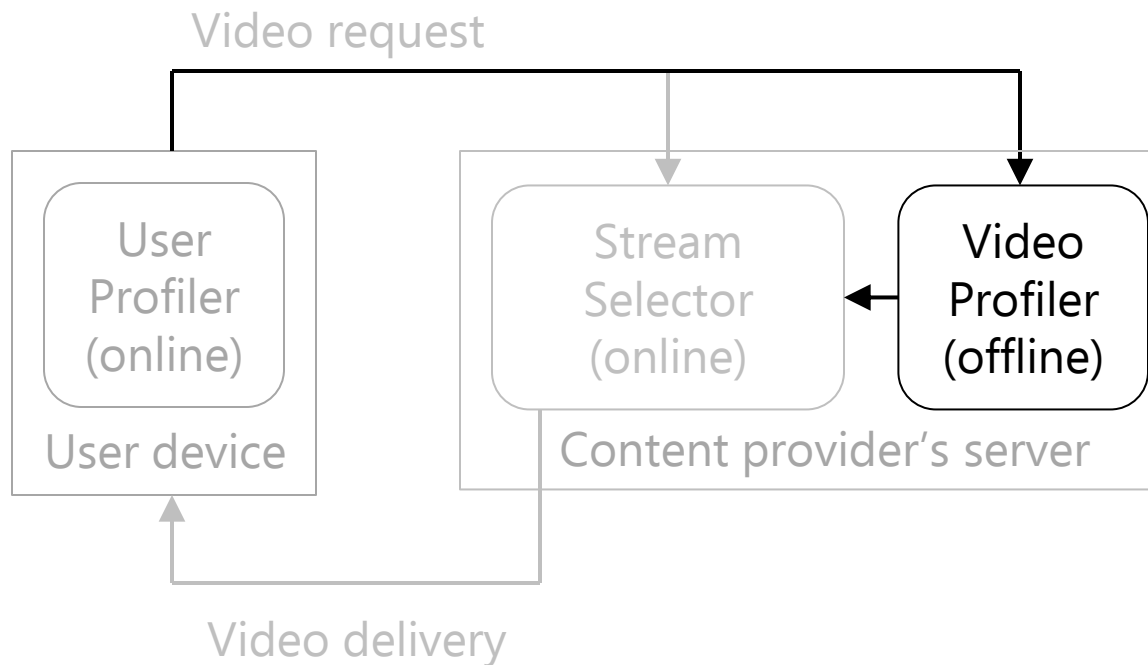 Video request
User
Profiler
(online)
User device
Stream
Selector
(online)
Video
Profiler
(offline)
Content provider‘s server
Video delivery